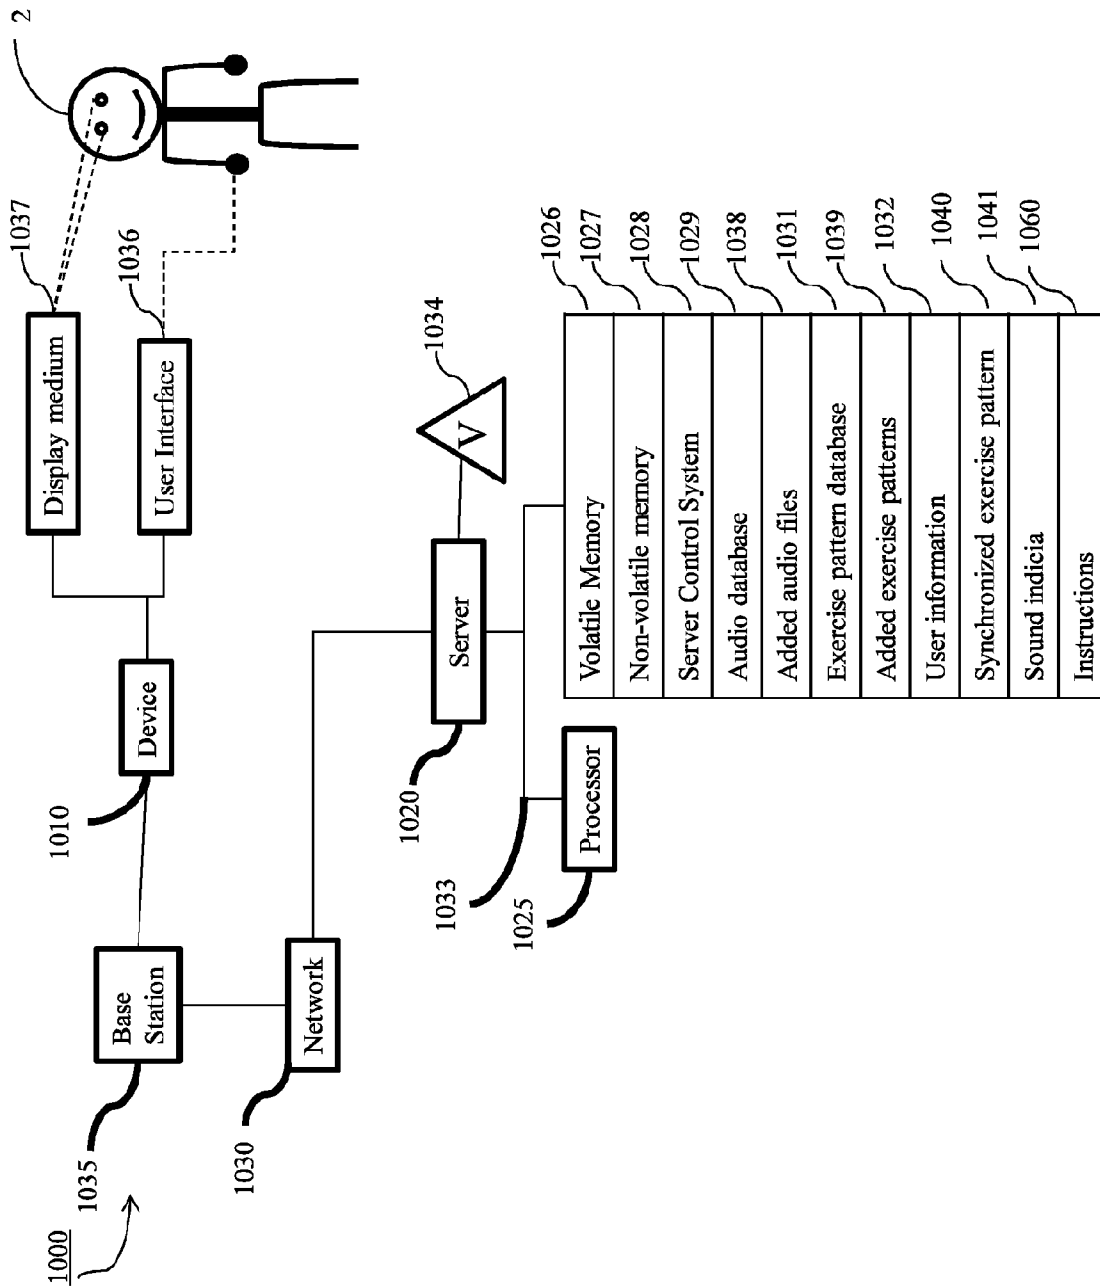 1000
1035
Base
Station
1010
Device
1037
Display medium
1036
User Interface
2
1030
Network
1020
Server
1034
V
1033
1025
Processor
Volatile Memory 1026
Non-volatile memory 1027
Server Control System 1028
Audio database 1029
Added audio files 1038
Exercise pattern database 1031
Added exercise patterns 1039
User information 1032
Synchronized exercise pattern 1040
Sound indicia 1041
Instructions 1060